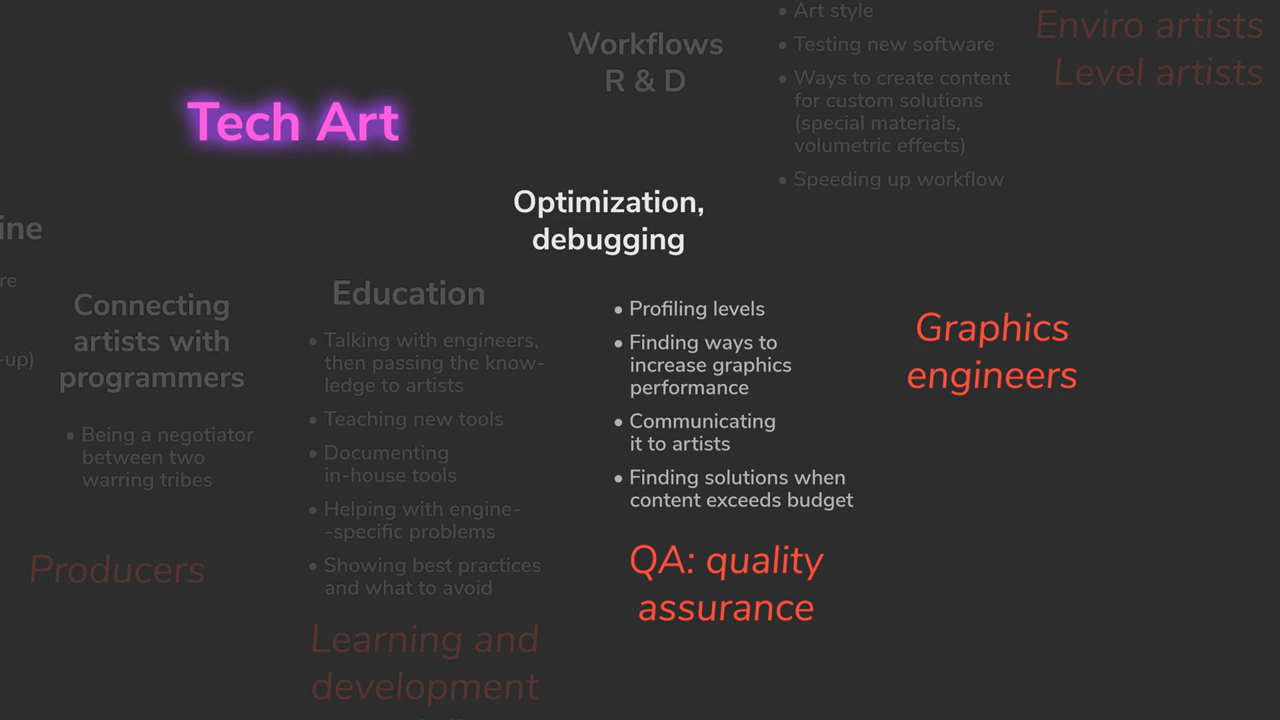 Tech Art
Workflows
R & D
• Art style
• Testing new software
• Ways to create content
for custom solutions
(special materials,
volumetric effects)
• Speeding up workflow
Enviro artists
Level artists
ine
re
-up)
Connecting
artists with
programmers
• Being a negotiator
between two
warring tribes
Producers
Education
• Talking with engineers,
then passing the know-
ledge to artists
• Teaching new tools
• Documenting
in-house tools
• Helping with engine-
-specific problems
• Showing best practices
and what to avoid
Learning and
development
Optimization,
debugging
• Profiling levels
• Finding ways to
increase graphics
performance
• Communicating
it to artists
• Finding solutions when
content exceeds budget
QA: quality
assurance
Graphics
engineers